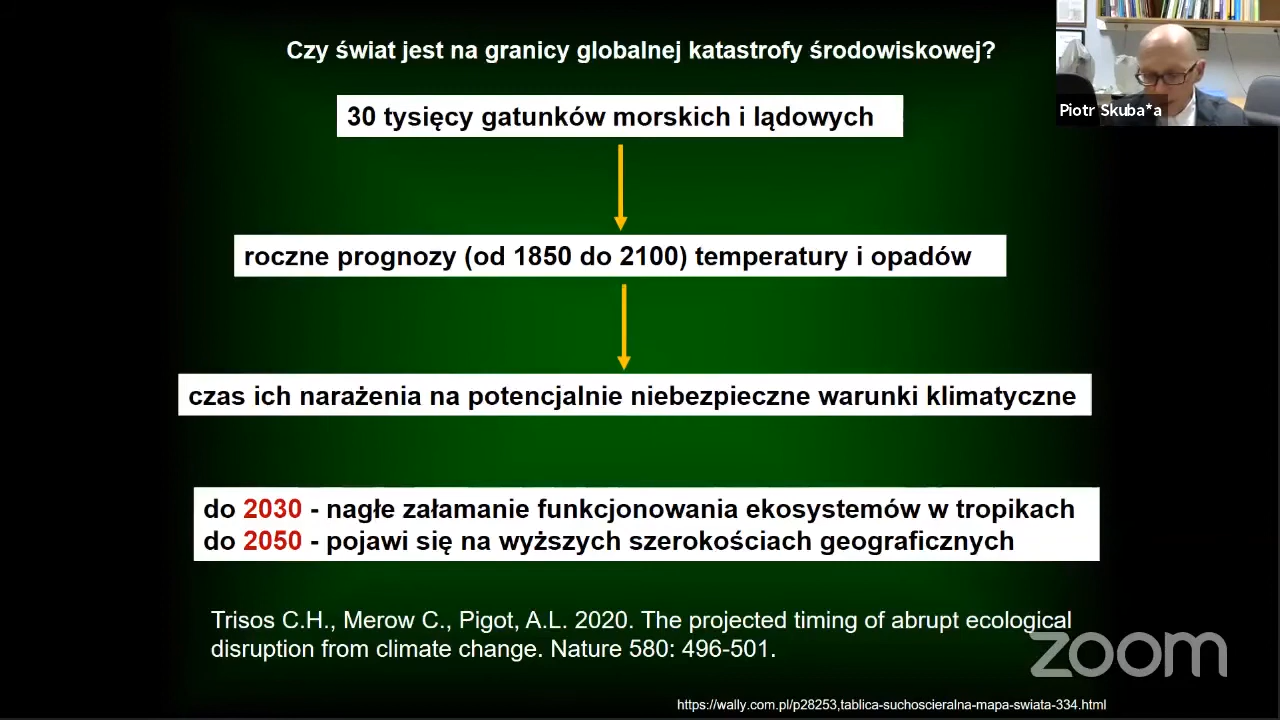 Czy świat jest na granicy globalnej katastrofy środowiskowej?
Piotr Skuba*a
30 tysięcy gatunków morskich i lądowych
roczne prognozy (od 1850 do 2100) temperatury i opadów
czas ich narażenia na potencjalnie niebezpieczne warunki klimatyczne
do 2030 - nagłe załamanie funkcjonowania ekosystemów w tropikach
do 2050 - pojawi się na wyższych szerokościach geograficznych
Trisos C.H., Merow C., Pigot, A.L. 2020. The projected timing of abrupt ecological
disruption from climate change. Nature 580: 496-501.
zoom
https://wally.com.pl/p28253,tablica-suchoscieralna-mapa-swiata-334.html